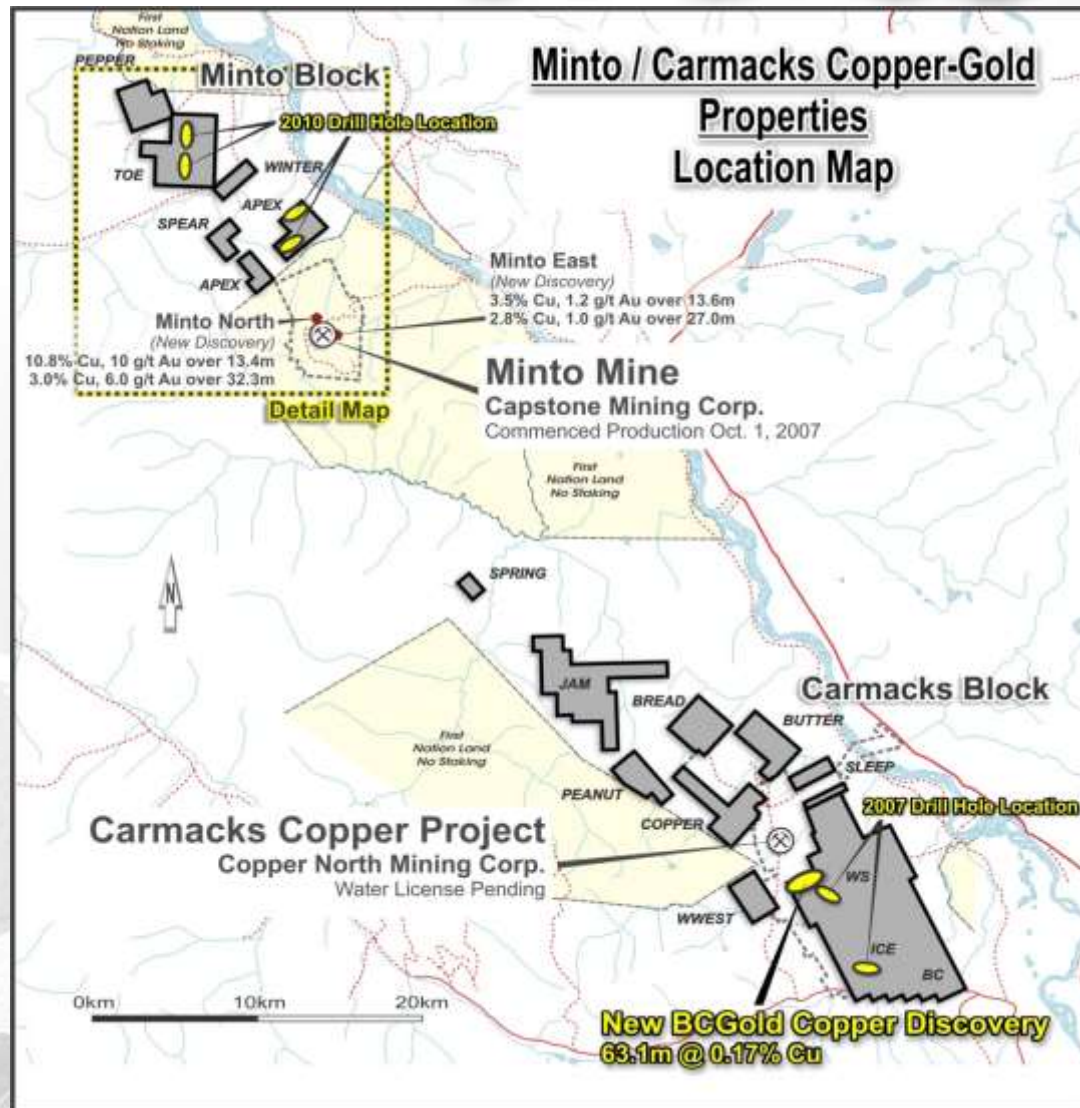 First
Nation Land
No Staking
PEPPER
Minto Block
Minto / Carmacks Copper-Gold
Properties
Location Map
2010 Drill Hole Location
TOE
WINTER
APEX
SPEAR
APEX
Minto East
(New Discovery)
3.5% Cu, 1.2 g/t Au over 13.6m
2.8% Cu, 1.0 g/t Au over 27.0m
Minto North
(New Discovery)
10.8% Cu, 10 g/t Au over 13.4m
3.0% Cu, 6.0 g/t Au over 32.3m
Detail Map
Minto Mine
Capstone Mining Corp.
Commenced Production Oct. 1, 2007
First
Nation Land
No Staking
N
SPRING
JAM
BREAD
Carmacks Block
BUTTER
First
Nation Land
No Staking
SLEEP
PEANUT
2007 Drill Hole Location
COPPER
Carmacks Copper Project
Copper North Mining Corp.
Water License Pending
WS
WWEST
ICE
BC
0km
10km
20km
New BCGold Copper Discovery
63.1m @ 0.17% Cu